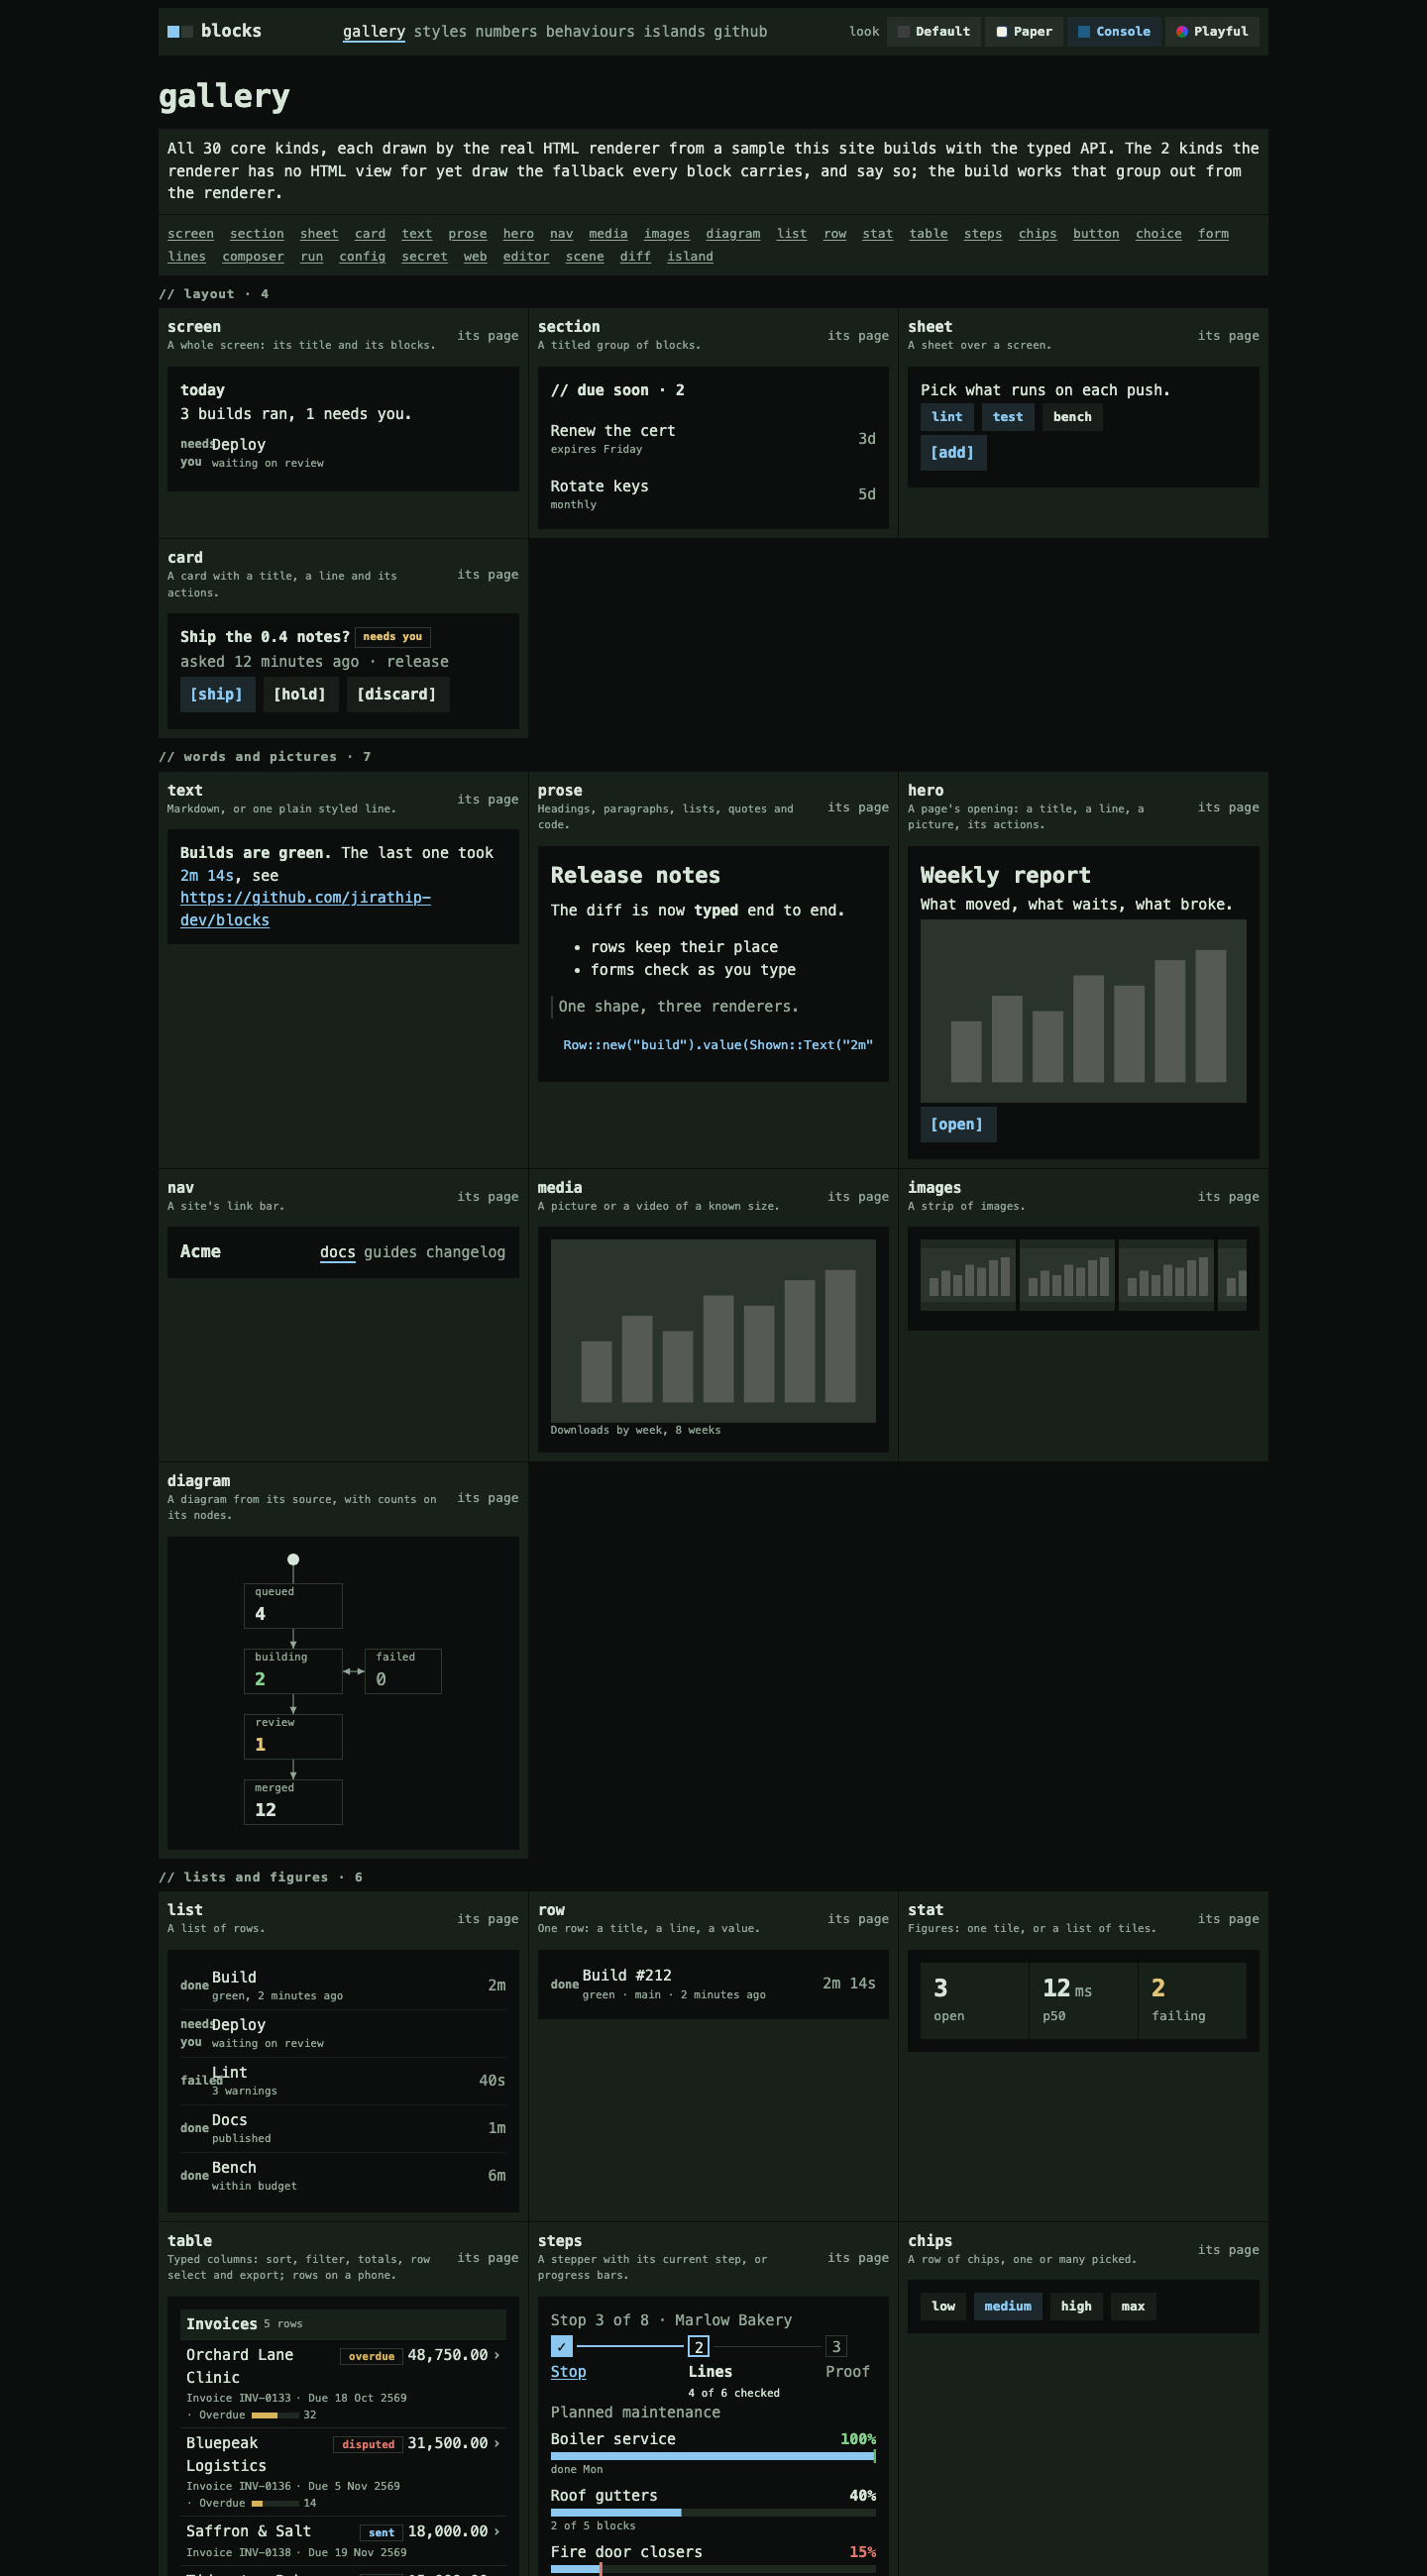 blocks
gallery styles numbers behaviours islands github
look Default Paper Console Playful
gallery
All 30 core kinds, each drawn by the real HTML renderer from a sample this site builds with the typed API. The 2 kinds the
renderer has no HTML view for yet draw the fallback every block carries, and say so; the build works that group out from
the renderer.
screen section sheet card text prose hero nav media images diagram list row stat table steps chips button choice form
lines composer run config secret web editor scene diff island
// layout · 4
screen
A whole screen: its title and its blocks.
its page
today
3 builds ran, 1 needs you.
needs you
Deploy
waiting on review
section
A titled group of blocks.
its page
// due soon · 2
Renew the cert
expires Friday
3d
Rotate keys
monthly
5d
sheet
A sheet over a screen.
its page
Pick what runs on each push.
lint test bench
[add]
card
A card with a title, a line and its
actions.
its page
Ship the 0.4 notes? needs you
asked 12 minutes ago · release
[ship] [hold] [discard]
// words and pictures · 7
text
Markdown, or one plain styled line.
its page
Builds are green. The last one took
2m 14s, see
https://github.com/jirathip-
dev/blocks
prose
Headings, paragraphs, lists, quotes and
code.
its page
Release notes
The diff is now typed end to end.
• rows keep their place
• forms check as you type
One shape, three renderers.
Row::new("build").value(Shown::Text("2m"
hero
A page's opening: a title, a line, a
picture, its actions.
its page
Weekly report
What moved, what waits, what broke.
[open]
nav
A site's link bar.
its page
Acme
docs guides changelog
media
A picture or a video of a known size.
its page
Downloads by week, 8 weeks
images
A strip of images.
its page
diagram
A diagram from its source, with counts on
its nodes.
its page
queued
4
building
2
failed
0
review
1
merged
12
// lists and figures · 6
list
A list of rows.
its page
done
Build
green, 2 minutes ago
2m
needs you
Deploy
waiting on review
failed
Lint
3 warnings
40s
done
Docs
published
1m
done
Bench
within budget
6m
row
One row: a title, a line, a value.
its page
done
Build #212
green · main · 2 minutes ago
2m 14s
stat
Figures: one tile, or a list of tiles.
its page
3
open
12 ms
p50
2
failing
table
Typed columns: sort, filter, totals, row
select and export; rows on a phone.
its page
Invoices 5 rows
Orchard Lane
Clinic
overdue 48,750.00 ›
Invoice INV-0133 · Due 18 Oct 2569
· Overdue 32
Bluepeak
Logistics
disputed 31,500.00 ›
Invoice INV-0136 · Due 5 Nov 2569
· Overdue 14
Saffron & Salt
sent 18,000.00 ›
Invoice INV-0138 · Due 19 Nov 2569
steps
A stepper with its current step, or
progress bars.
its page
Stop 3 of 8 · Marlow Bakery
✓ 2 3
Stop Lines Proof
4 of 6 checked
Planned maintenance
Boiler service 100%
done Mon
Roof gutters 40%
2 of 5 blocks
Fire door closers 15%
chips
A row of chips, one or many picked.
its page
low medium high max